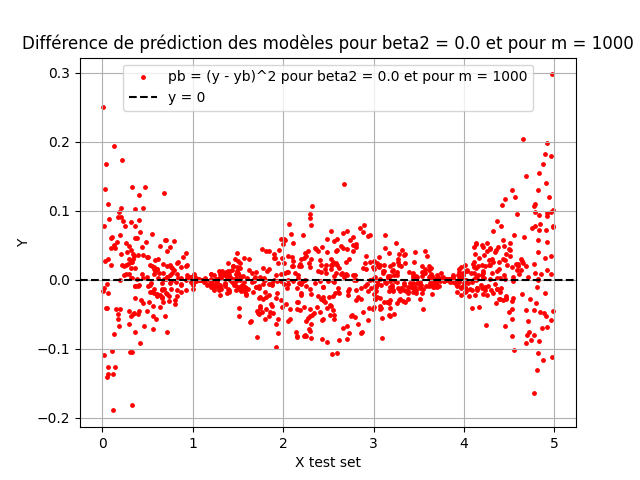 Différence de prédiction des modèles pour beta2 = 0.0 et pour m = 1000
pb = (y - yb)^2 pour beta2 = 0.0 et pour m = 1000
y = 0
0.3
0.2
0.1
0.0
−0.1
−0.2
Y
0 1 2 3 4 5
X test set